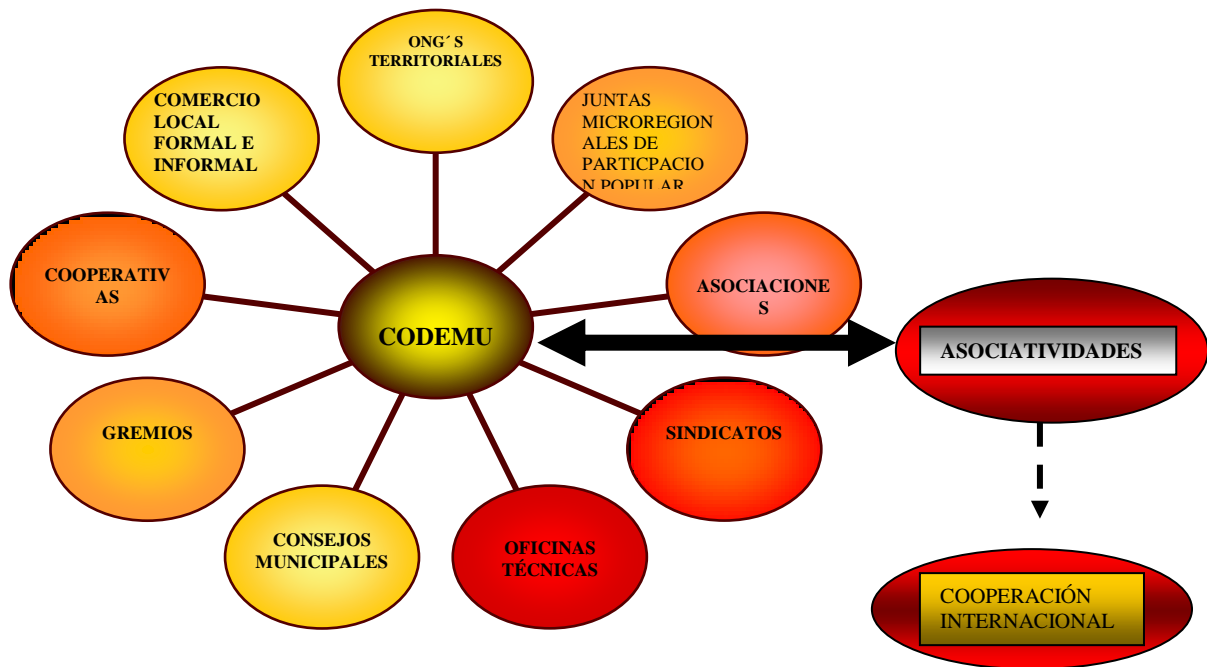 ONG´ S
TERRITORIALES
COMERCIO
LOCAL
FORMAL E
INFORMAL
JUNTAS
MICROREGION
ALES DE
PARTICPACIO
N POPULAR
COOPERATIV
AS
ASOCIACIONE
S
CODEMU
ASOCIATIVIDADES
GREMIOS
SINDICATOS
CONSEJOS
MUNICIPALES
OFICINAS
TÉCNICAS
COOPERACIÓN
INTERNACIONAL